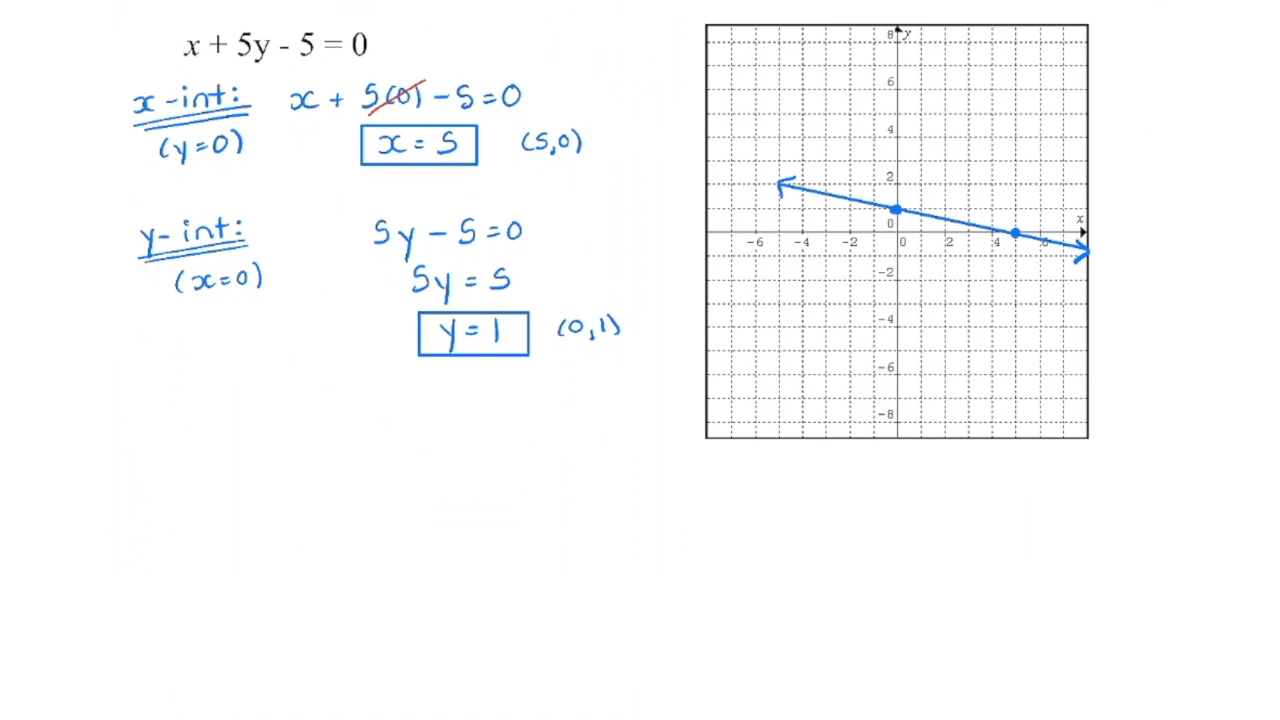 x + 5y - 5 = 0
x-int: x + 5(0) - 5 = 0
(y=0) x = 5 (5,0)
y-int: 5y - 5 = 0
(x=0) 5y = 5
y = 1 (0,1)
8 y
6
4
2
x
0
-6 -4 -2 0 2 4 6
-2
-4
-6
-8